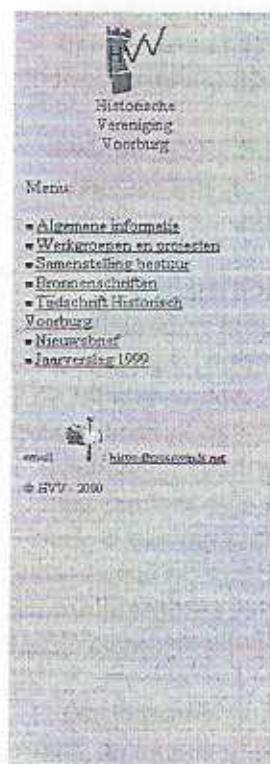 Historische
Vereniging
Voorburg
Menu:
Algemene informatie
Werkgroepen en projecten
Samenstelling bestuur
Bronnenschriften
Tijdschrift Historisch
Voorburg
Nieuwsbrief
Jaarverslag 1999
email :
© HVV - 2000